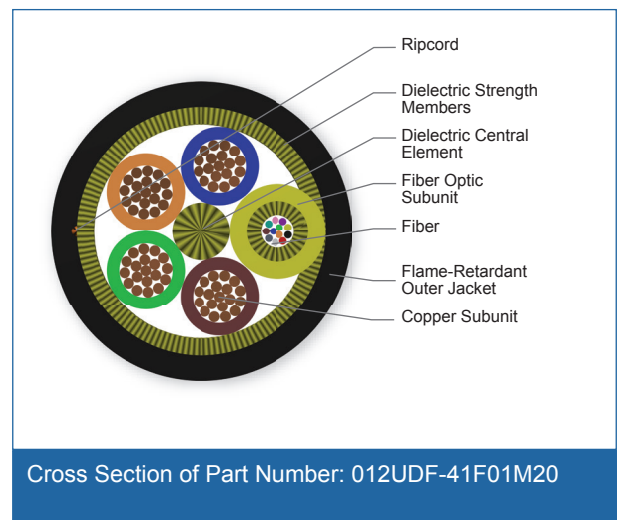 Ripcord
Dielectric Strength
Members
Dielectric Central
Element
Fiber Optic
Subunit
Fiber
Flame-Retardant
Outer Jacket
Copper Subunit
Cross Section of Part Number: 012UDF-41F01M20